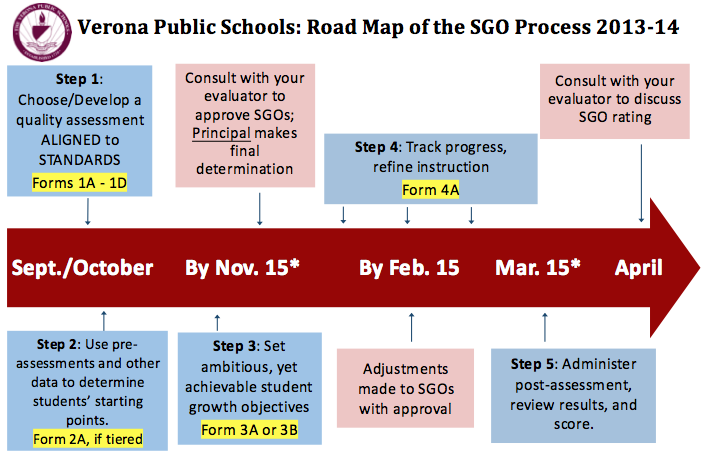 Verona Public Schools: Road Map of the SGO Process 2013-14
Step 1:
Choose/Develop a
quality assessment
ALIGNED to
STANDARDS
Forms 1A - 1D
Consult with your
evaluator to
approve SGOs;
Principal makes
final
determination
Step 4: Track progress,
refine instruction
Form 4A
Consult with your
evaluator to discuss
SGO rating
Sept./October
By Nov. 15*
By Feb. 15
Mar. 15*
April
Step 2: Use pre-
assessments and other
data to determine
students’ starting
points.
Form 2A, if tiered
Step 3: Set
ambitious, yet
achievable student
growth objectives
Form 3A or 3B
Adjustments
made to SGOs
with approval
Step 5: Administer
post-assessment,
review results, and
score.